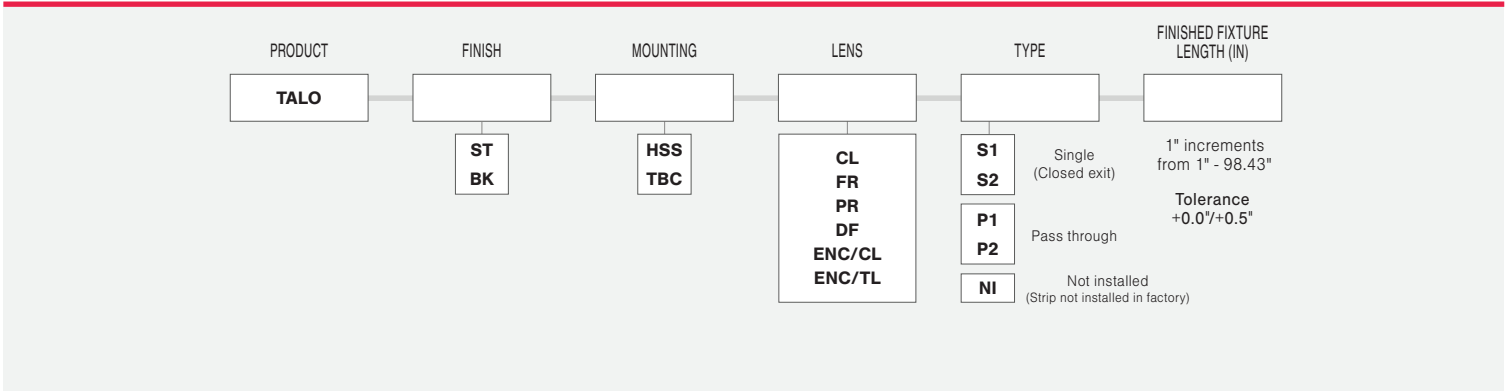 PRODUCT
FINISH
MOUNTING
LENS
TYPE
FINISHED FIXTURE
LENGTH (IN)
TALO
ST
BK
HSS
TBC
CL
FR
PR
DF
ENC/CL
ENC/TL
S1
S2
Single
(Closed exit)
P1
P2
Pass through
NI
Not installed
(Strip not installed in factory)
1" increments
from 1" - 98.43"
Tolerance
+0.0"/+0.5"